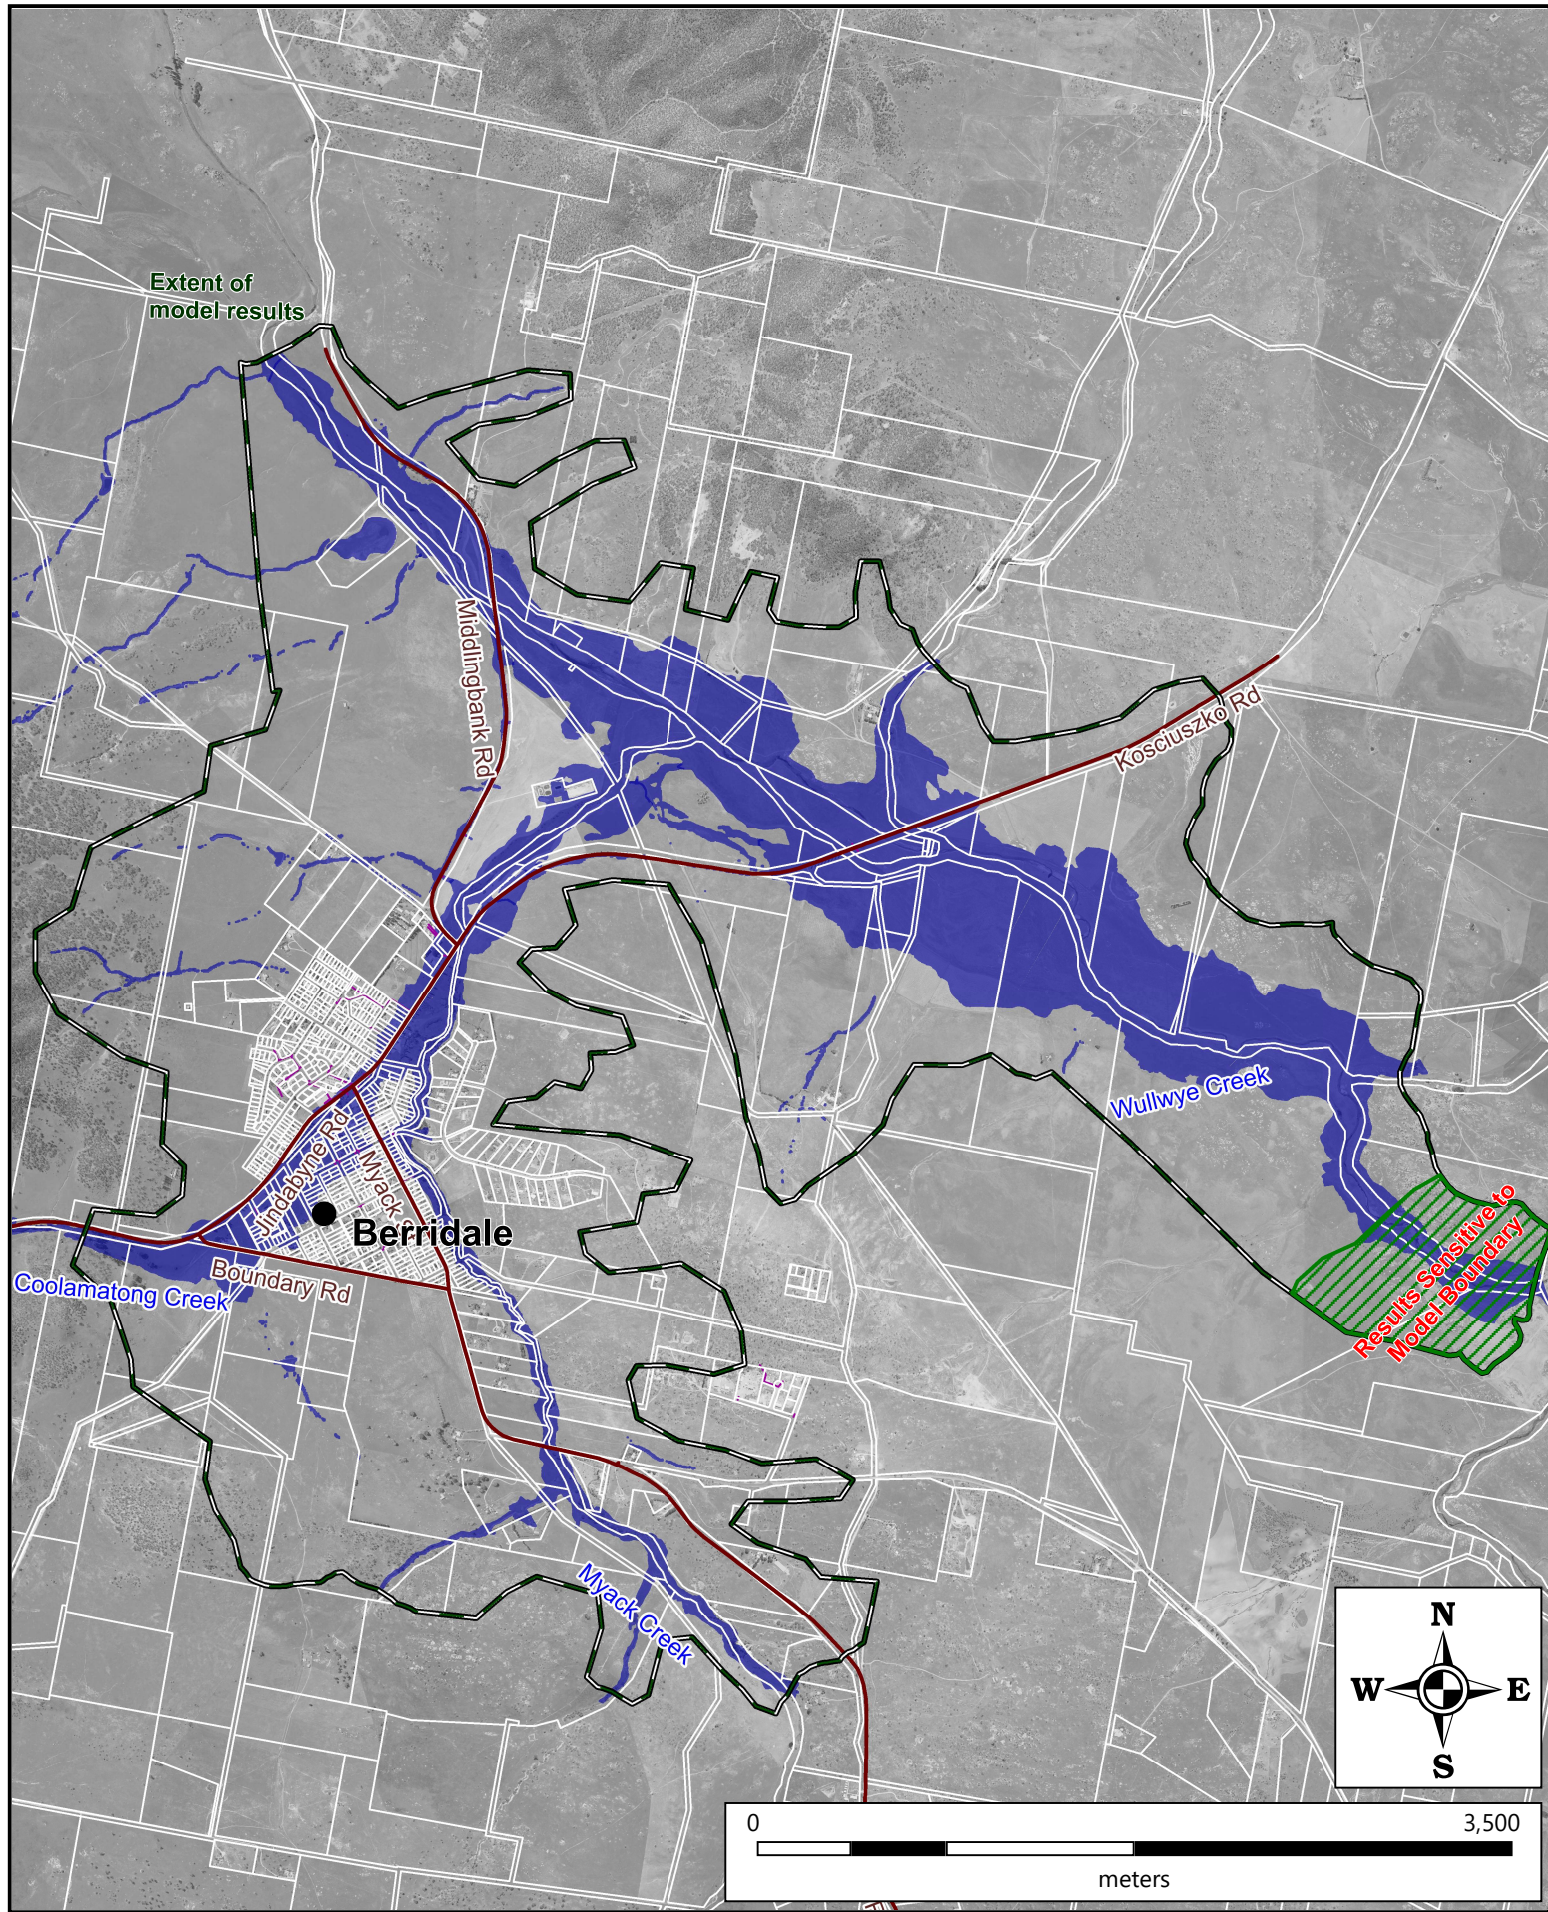 Extent of
model results
Middlingbank Rd
Kosciuszko Rd
Wullwye Creek
Jindabyne Rd
Myack
Berridale
Results Sensitive to
Model Boundary
Boundary Rd
Coolamatong Creek
Myack Creek
N
W E
S
0 3,500
meters